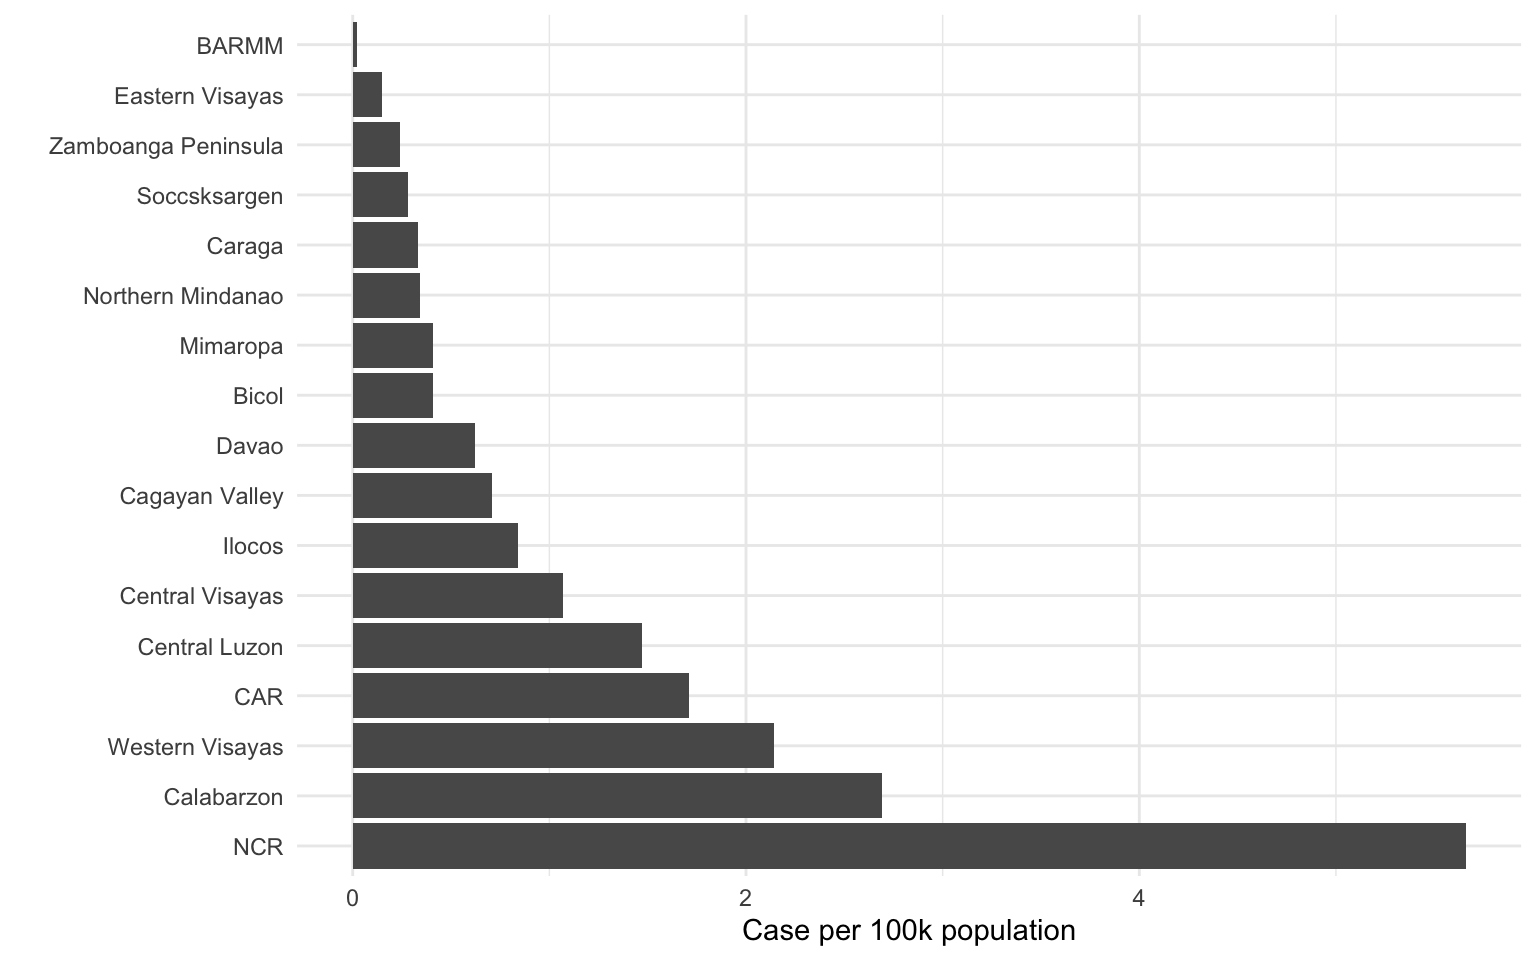 BARMM
Eastern Visayas
Zamboanga Peninsula
Soccsksargen
Caraga
Northern Mindanao
Mimaropa
Bicol
Davao
Cagayan Valley
Ilocos
Central Visayas
Central Luzon
CAR
Western Visayas
Calabarzon
NCR
0 2 4
Case per 100k population